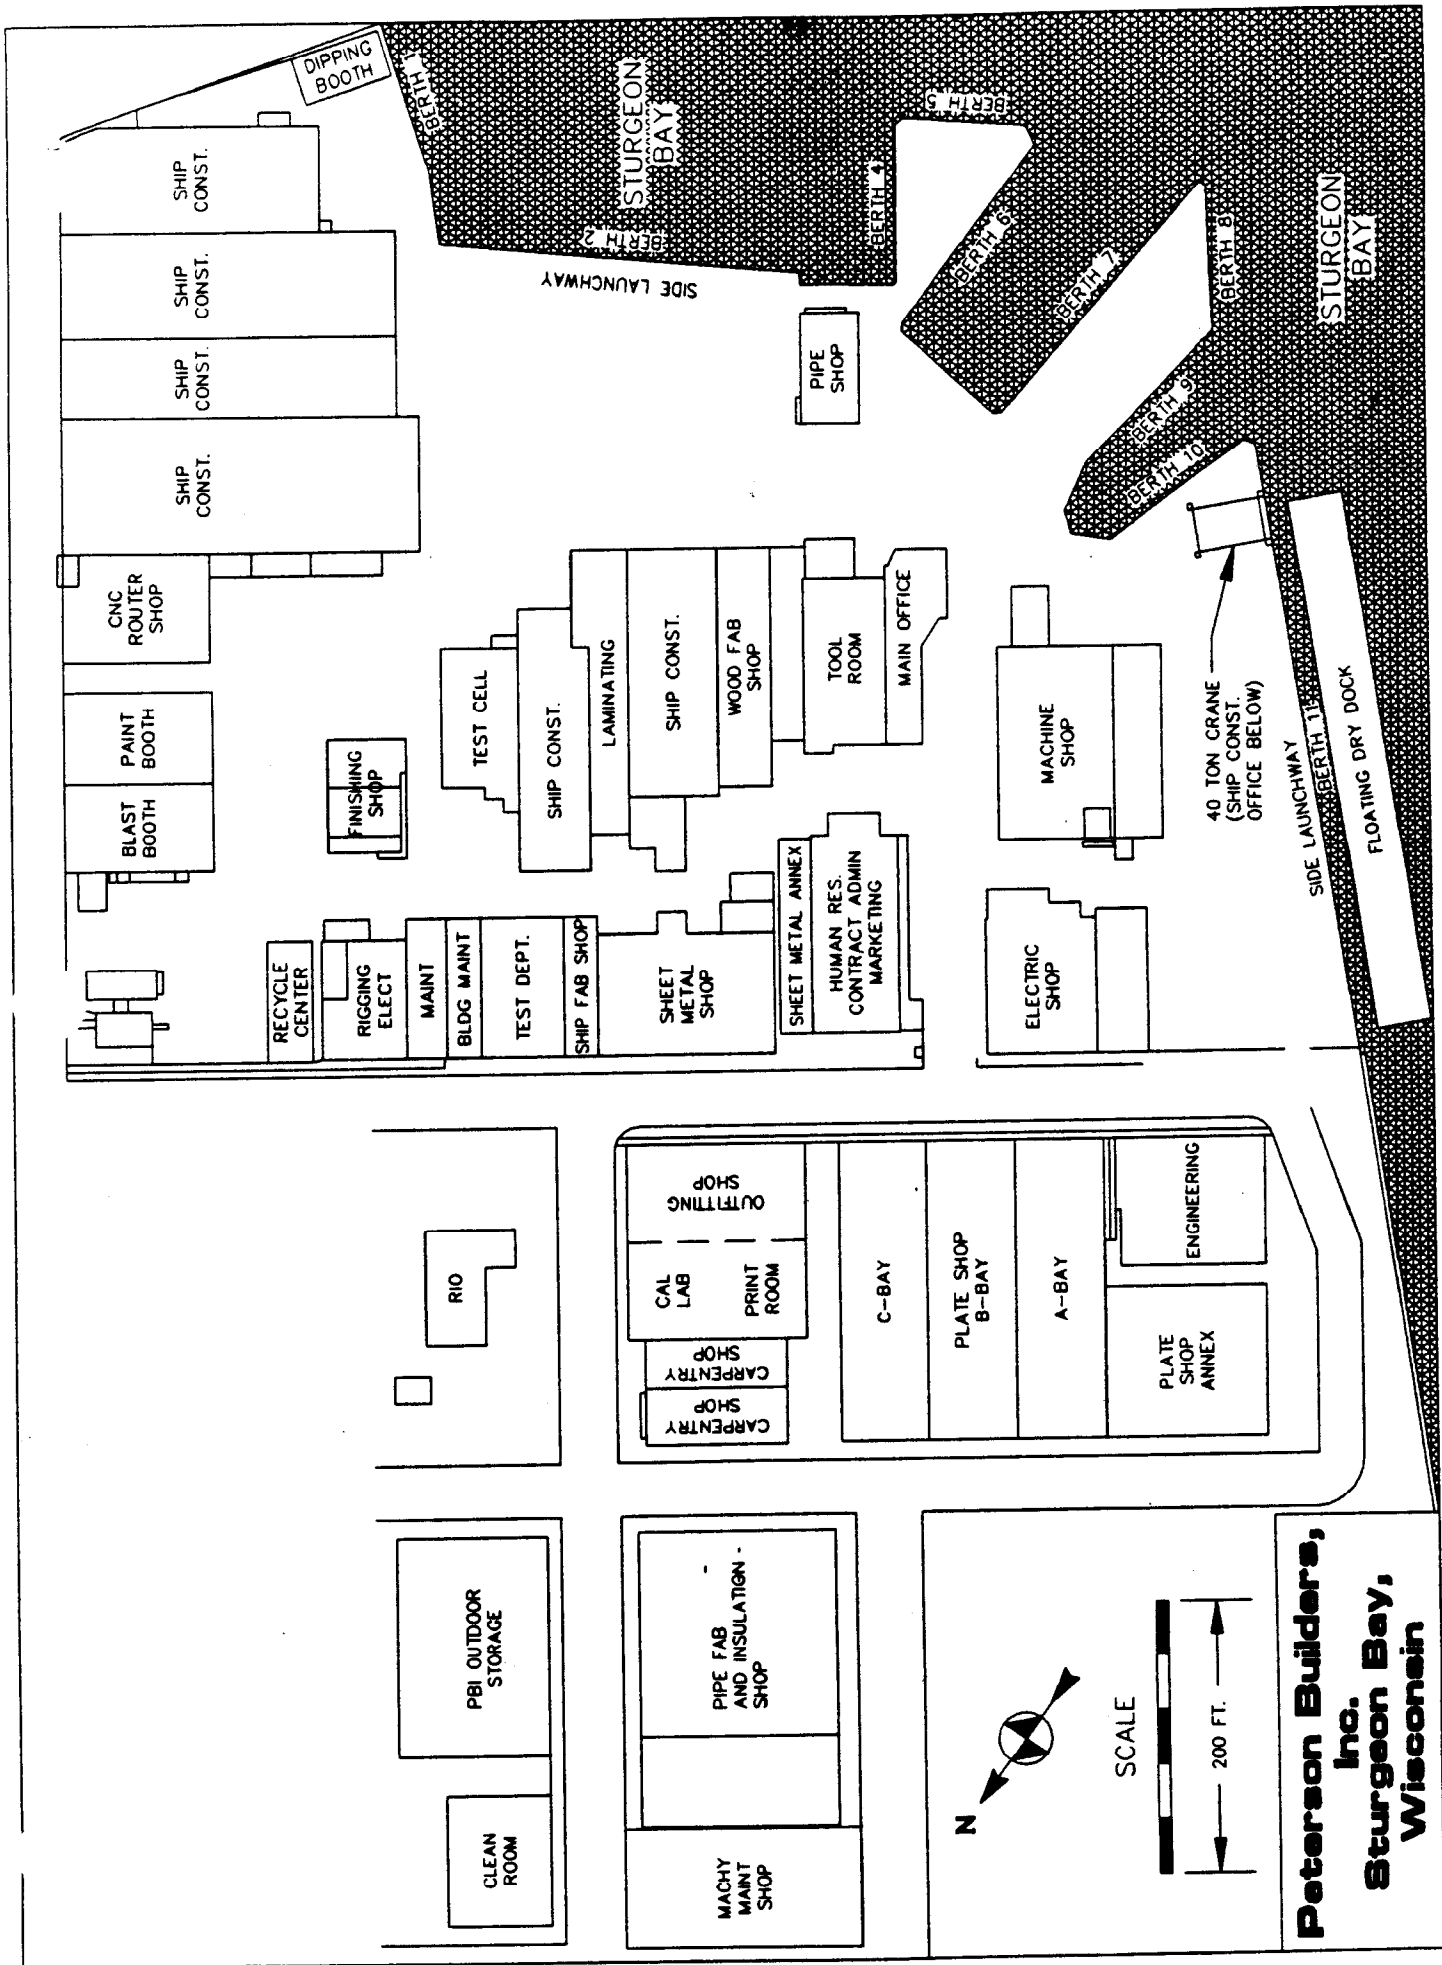 DIPPING
BOOTH
BERTH 1
STURGEON
BAY
BERTH 2
SIDE LAUNCHWAY
BERTH 4
BERTH 5
BERTH 6
BERTH 7
BERTH 8
STURGEON
BAY
BERTH 9
BERTH 10
SHIP
CONST.
SHIP
CONST.
SHIP
CONST.
SHIP
CONST.
PIPE
SHOP
CNC
ROUTER
SHOP
PAINT
BOOTH
BLAST
BOOTH
FINISHING
SHOP
TEST CELL
SHIP CONST.
LAMINATING
SHIP CONST.
WOOD FAB
SHOP
TOOL
ROOM
MAIN OFFICE
MACHINE
SHOP
40 TON CRANE
(SHIP CONST.
OFFICE BELOW)
SIDE LAUNCHWAY
BERTH 11
FLOATING DRY DOCK
RECYCLE
CENTER
RIGGING
ELECT
MAINT
BLDG MAINT
TEST DEPT.
SHIP FAB SHOP
SHEET
METAL
SHOP
SHEET METAL ANNEX
HUMAN RES.
CONTRACT ADMIN
MARKETING
ELECTRIC
SHOP
RIO
OUTFITTING
SHOP
CAL
LAB
PRINT
ROOM
CARPENTRY
SHOP
CARPENTRY
SHOP
C-BAY
PLATE SHOP
B-BAY
A-BAY
ENGINEERING
PLATE
SHOP
ANNEX
PBI OUTDOOR
STORAGE
CLEAN
ROOM
PIPE FAB -
AND INSULATION -
SHOP
MACHY
MAINT
SHOP
N
SCALE
200 FT.
Peterson Builders,
Inc.
Sturgeon Bay,
Wisconsin